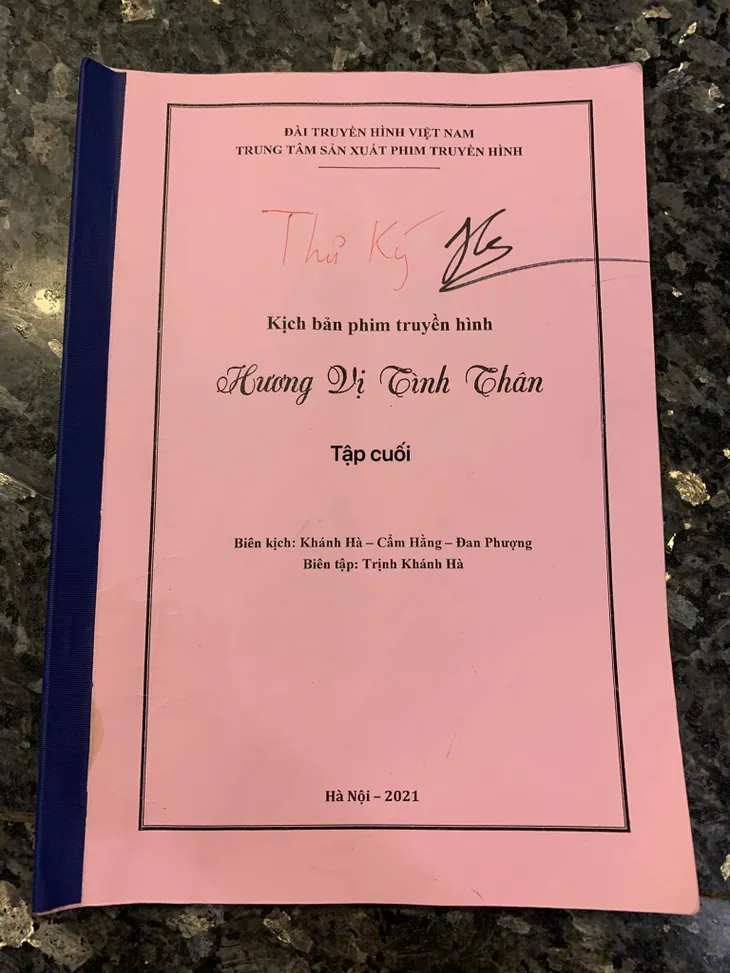 ĐÀI TRUYỀN HÌNH VIỆT NAM
TRUNG TÂM SẢN XUẤT PHIM TRUYỀN HÌNH
Thư Ký
Kịch bản phim truyền hình
Hương Vị Tình Thân
Tập cuối
Biên kịch: Khánh Hà – Cẩm Hằng – Đan Phượng
Biên tập: Trịnh Khánh Hà
Hà Nội – 2021